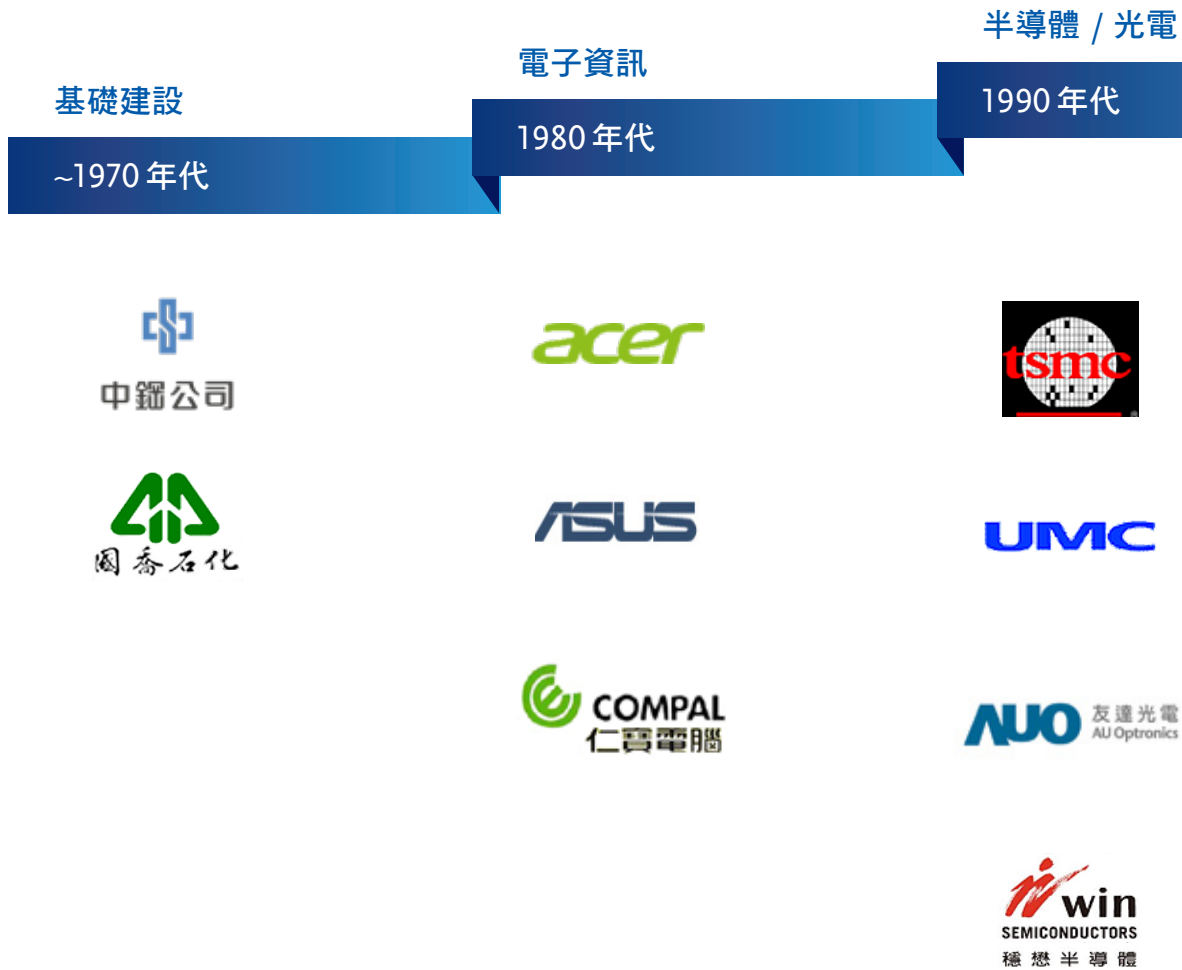 基礎建設
~1970 年代
中鋼公司
國喬石化
電子資訊
1980 年代
acer
ASUS
COMPAL
仁寶電腦
半導體 / 光電
1990 年代
tsmc
UMC
AUO 友達光電
AU Optronics
win
SEMICONDUCTORS
穩懋半導體